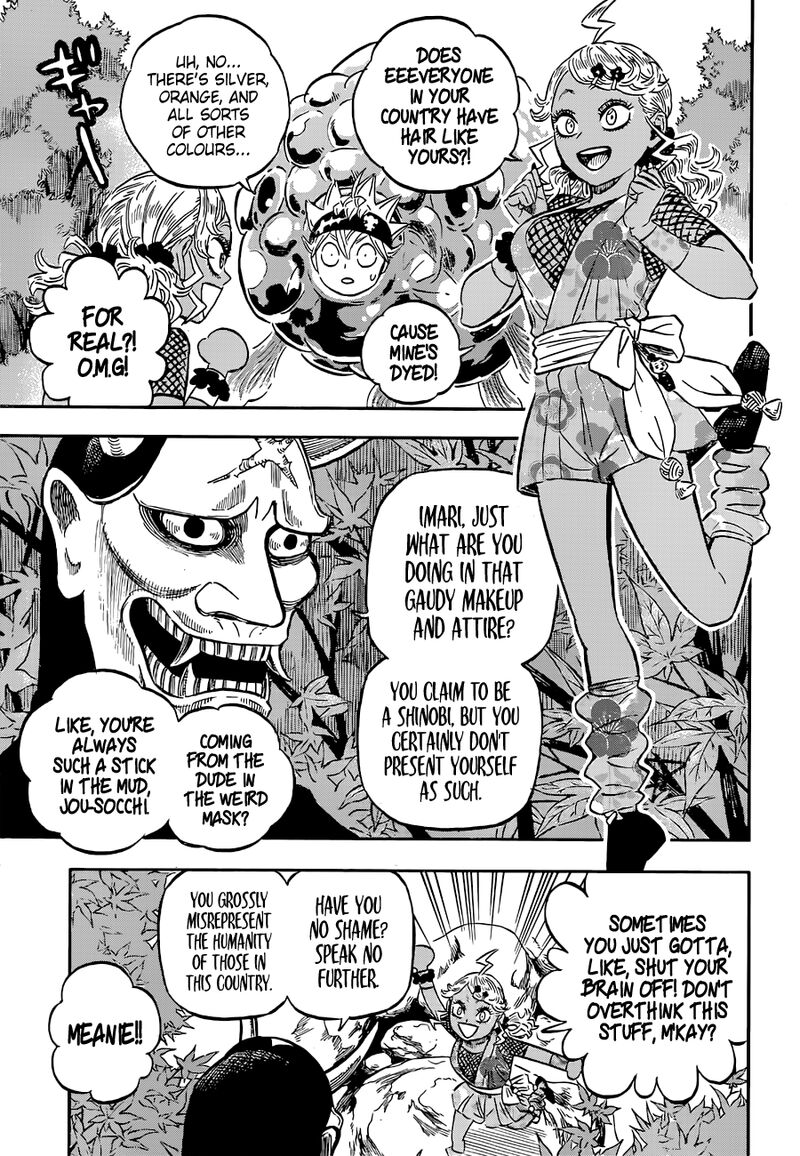 DOES
EEEVERYONE
IN YOUR
COUNTRY HAVE
HAIR LIKE
YOURS?!
UH, NO...
THERE'S SILVER,
ORANGE, AND
ALL SORTS
OF OTHER
COLOURS...
ギャー
CAUSE
MINE'S
DYED!
FOR
REAL?!
O.M.G!
IMARI, JUST
WHAT ARE YOU
DOING IN THAT
GAUDY MAKEUP
AND ATTIRE?
YOU CLAIM TO BE
A SHINOBI, BUT YOU
CERTAINLY DON'T
PRESENT YOURSELF
AS SUCH.
COMING
FROM THE
DUDE IN
THE WEIRD
MASK?
LIKE, YOU'RE
ALWAYS
SUCH A STICK
IN THE MUD,
JOU-SOCCHI.
SOMETIMES
YOU JUST GOTTA,
LIKE, SHUT YOUR
BRAIN OFF! DON'T
OVERTHINK THIS
STUFF, M'KAY?
HAVE YOU
NO SHAME?
SPEAK NO
FURTHER.
YOU GROSSLY
MISREPRESENT
THE HUMANITY
OF THOSE IN
THIS COUNTRY.
MEANIE!!